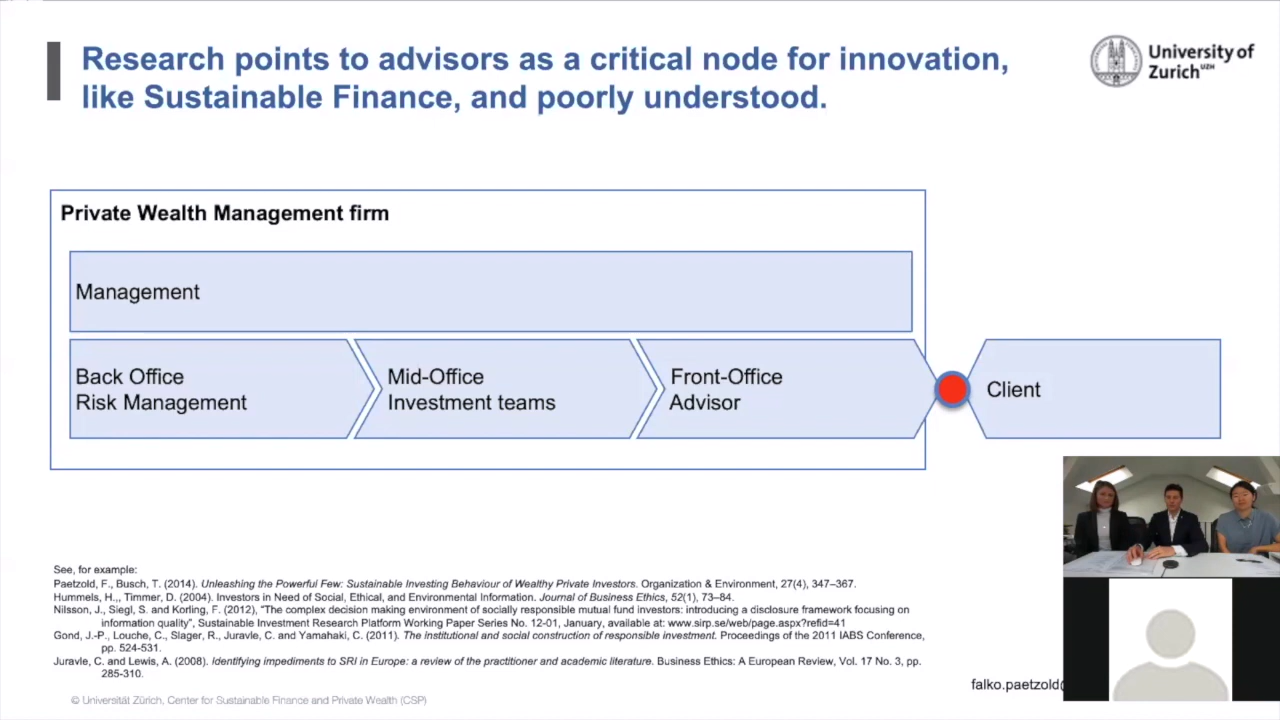 Research points to advisors as a critical node for innovation,
like Sustainable Finance, and poorly understood.
University of
Zurich UZH
Private Wealth Management firm
Management
Back Office
Risk Management
Mid-Office
Investment teams
Front-Office
Advisor
Client
See, for example:
Paetzold, F., Busch, T. (2014). Unleashing the Powerful Few: Sustainable Investing Behaviour of Wealthy Private Investors. Organization & Environment, 27(4), 347–367.
Hummels, H.,, Timmer, D. (2004). Investors in Need of Social, Ethical, and Environmental Information. Journal of Business Ethics, 52(1), 73–84.
Nilsson, J., Siegl, S. and Korling, F. (2012), "The complex decision making environment of socially responsible mutual fund investors: introducing a disclosure framework focusing on
information quality", Sustainable Investment Research Platform Working Paper Series No. 12-01, January, available at: www.sirp.se/web/page.aspx?refid=41
Gond, J.-P., Louche, C., Slager, R., Juravle, C. and Yamahaki, C. (2011). The institutional and social construction of responsible investment. Proceedings of the 2011 IABS Conference,
pp. 524-531.
Juravle, C. and Lewis, A. (2008). Identifying impediments to SRI in Europe: a review of the practitioner and academic literature. Business Ethics: A European Review, Vol. 17 No. 3, pp.
285-310.
falko.paetzold@
© Universität Zürich, Center for Sustainable Finance and Private Wealth (CSP)